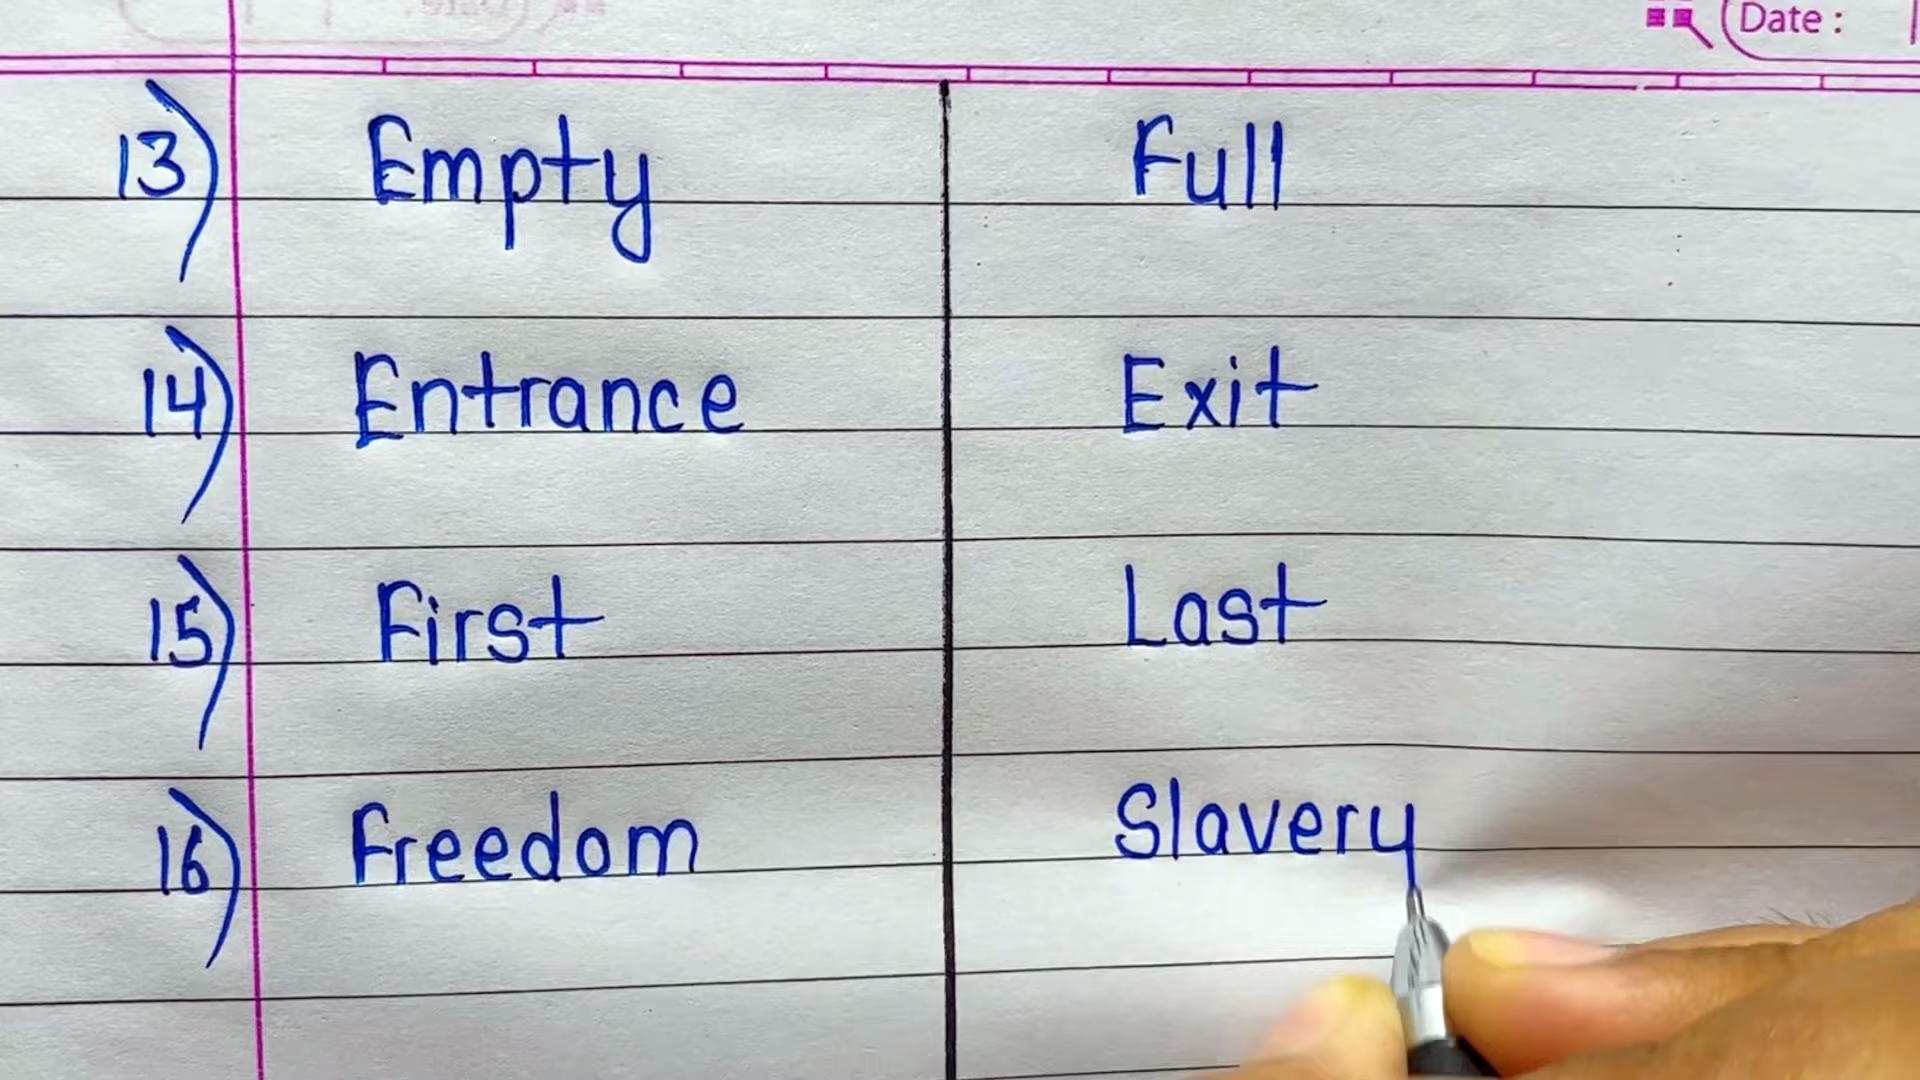 Date :
13) Empty Full
14) Entrance Exit
15) First Last
16) Freedom Slavery